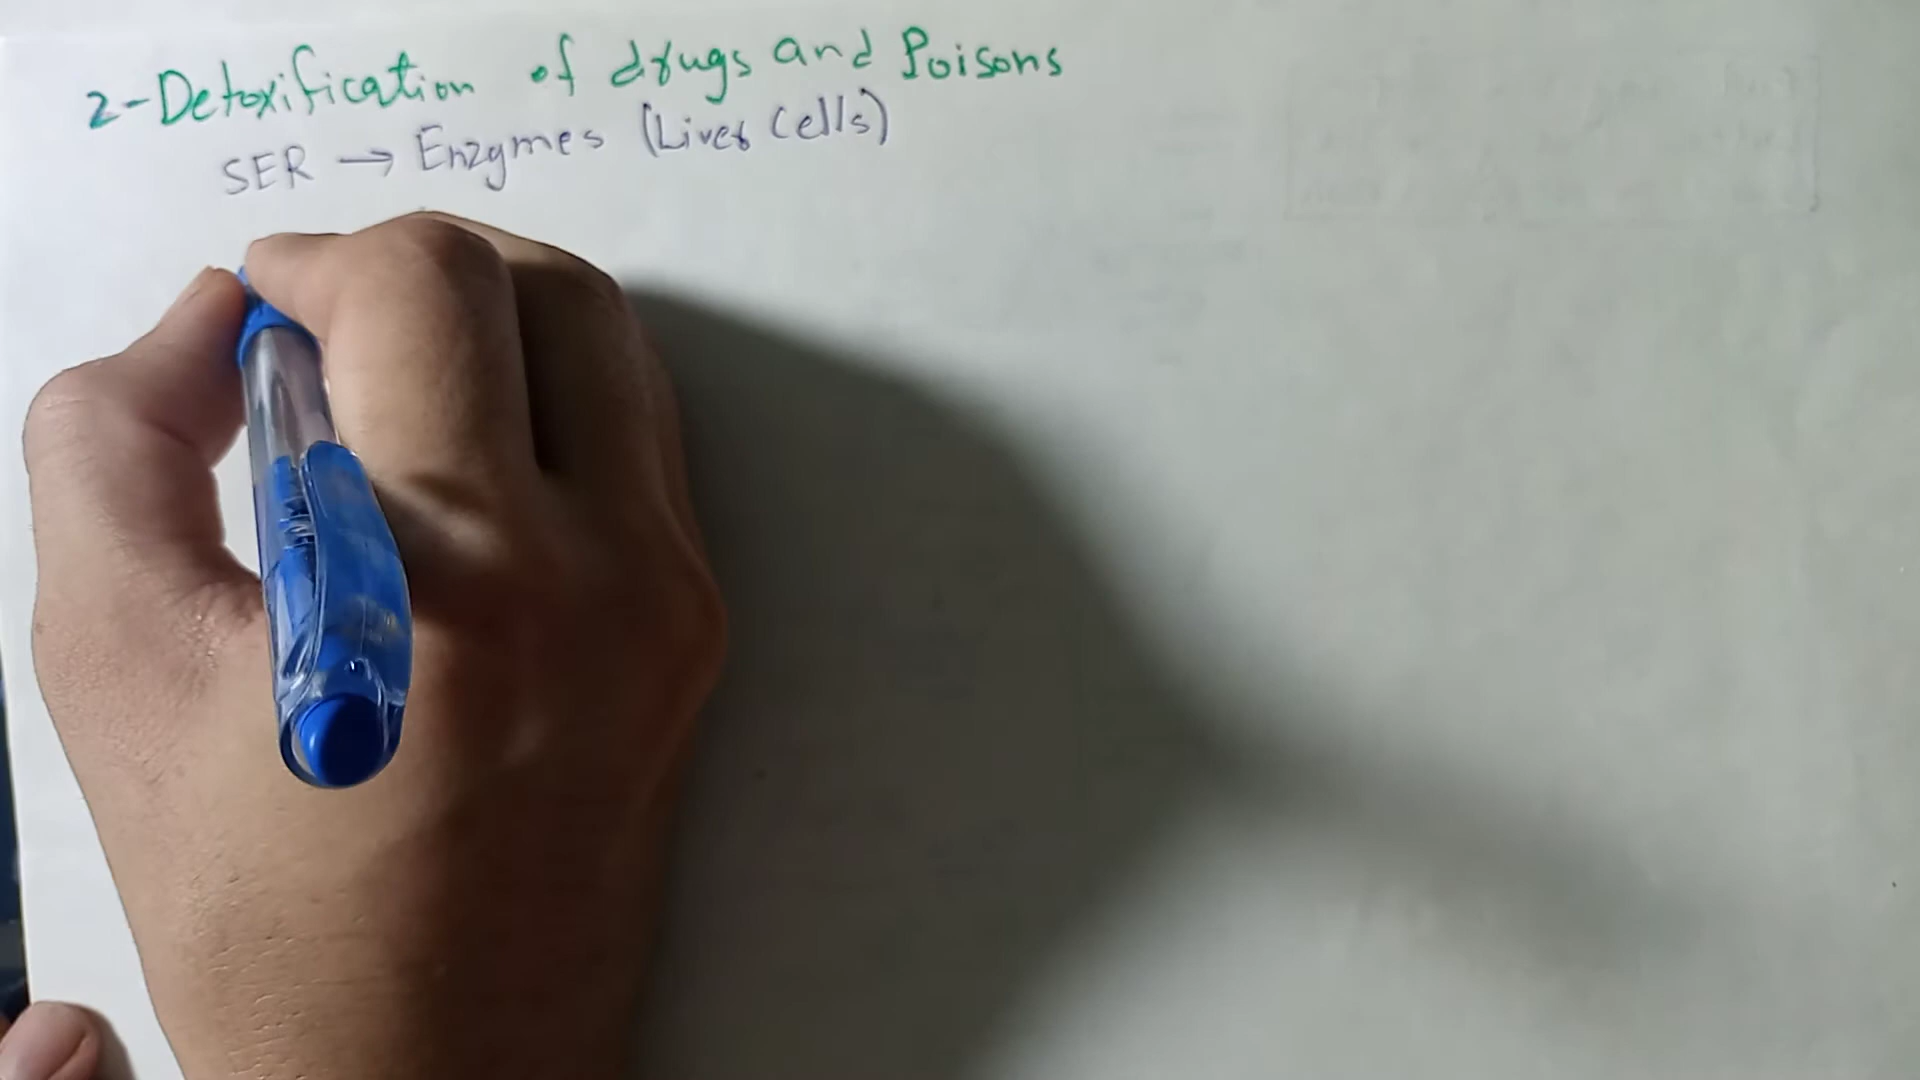 2-Detoxification of drugs and Poisons
SER → Enzymes (Liver Cells)